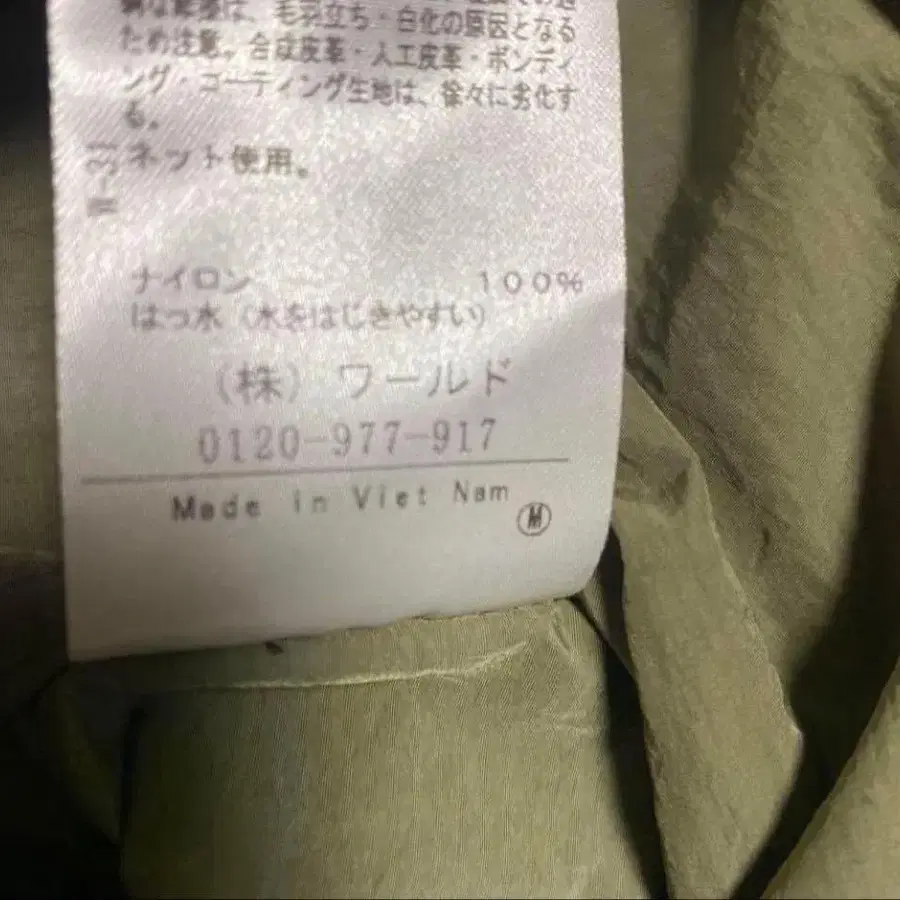 は、毛羽立ち・白化の原因となる
ため注意。合成皮革・人工皮革・ボンディ
ング・コーティング生地は、徐々に劣化す
る。
ネット使用。
ナイロン 100%
はっ水（水をはじきやすい）
（株）ワールド
0120-977-917
Made in Viet Nam
M